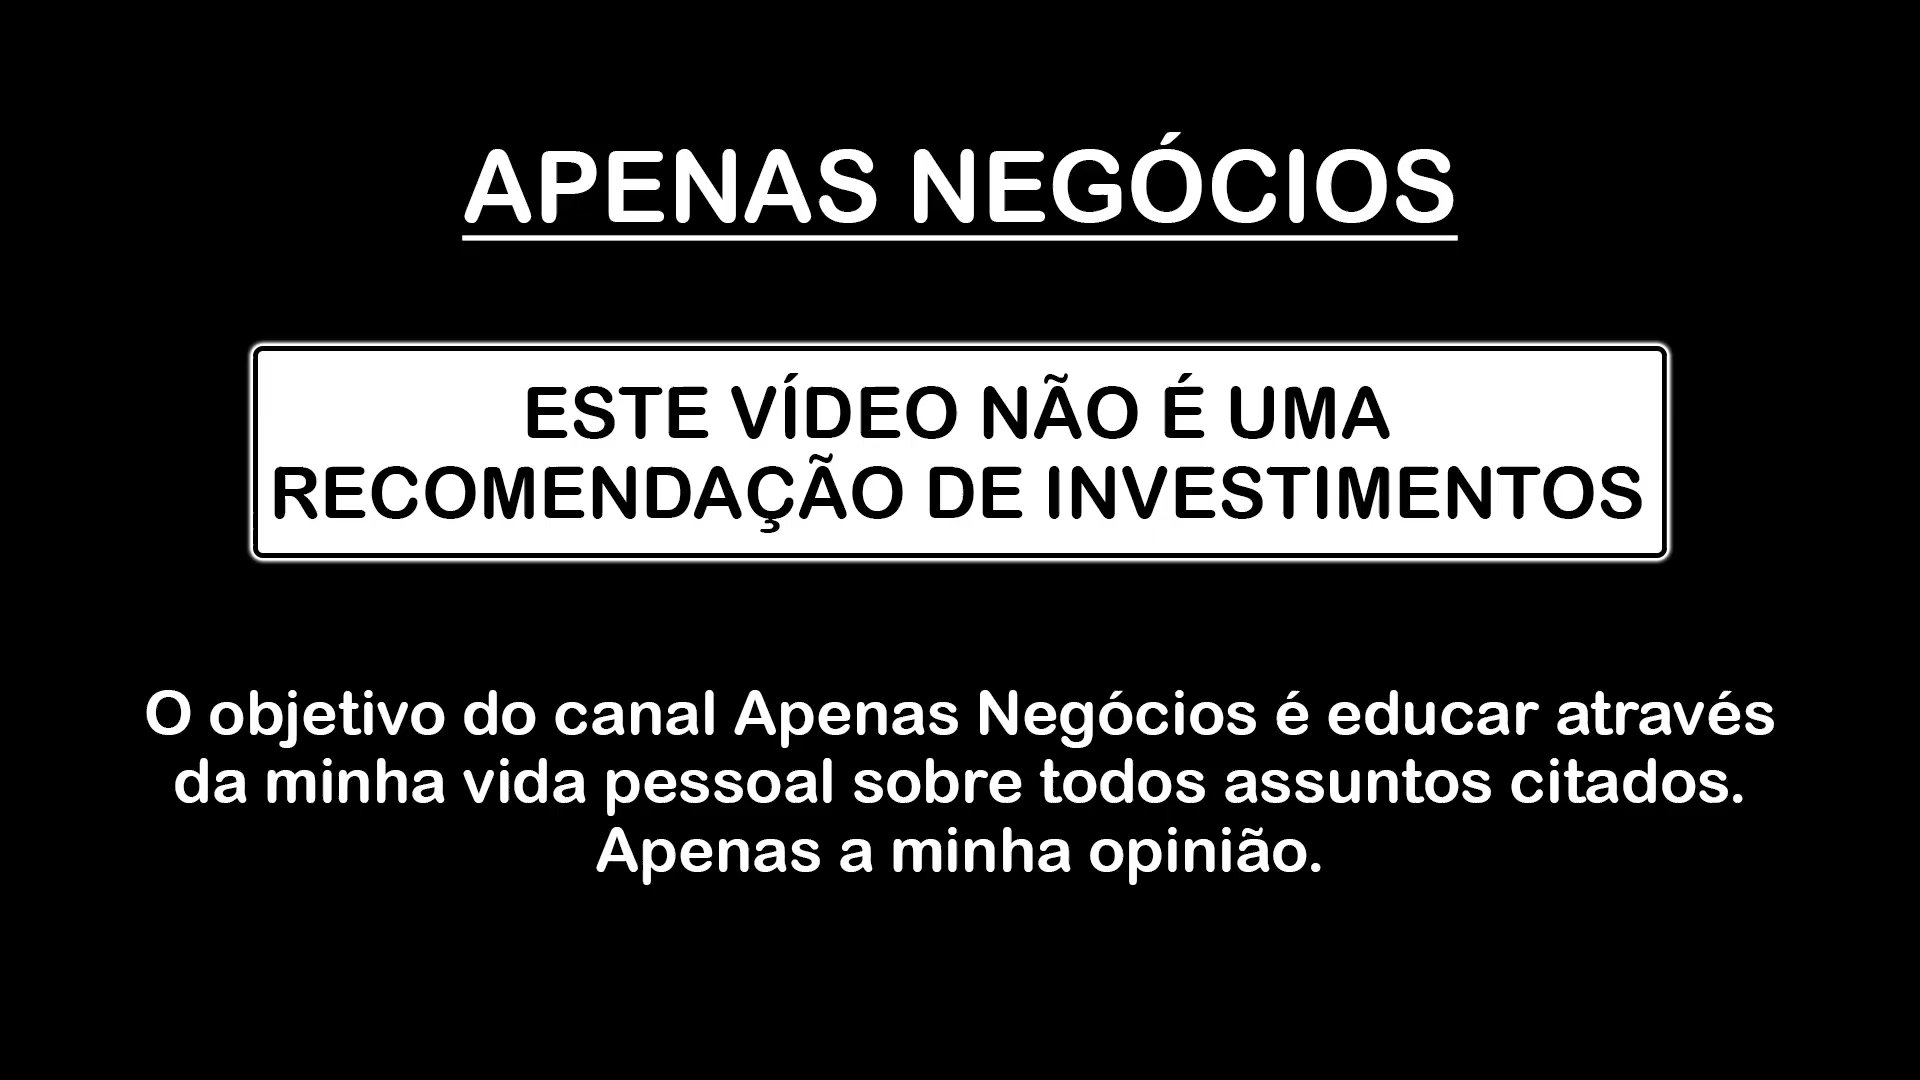 APENAS NEGÓCIOS
ESTE VÍDEO NÃO É UMA
RECOMENDAÇÃO DE INVESTIMENTOS
O objetivo do canal Apenas Negócios é educar através
da minha vida pessoal sobre todos assuntos citados.
Apenas a minha opinião.